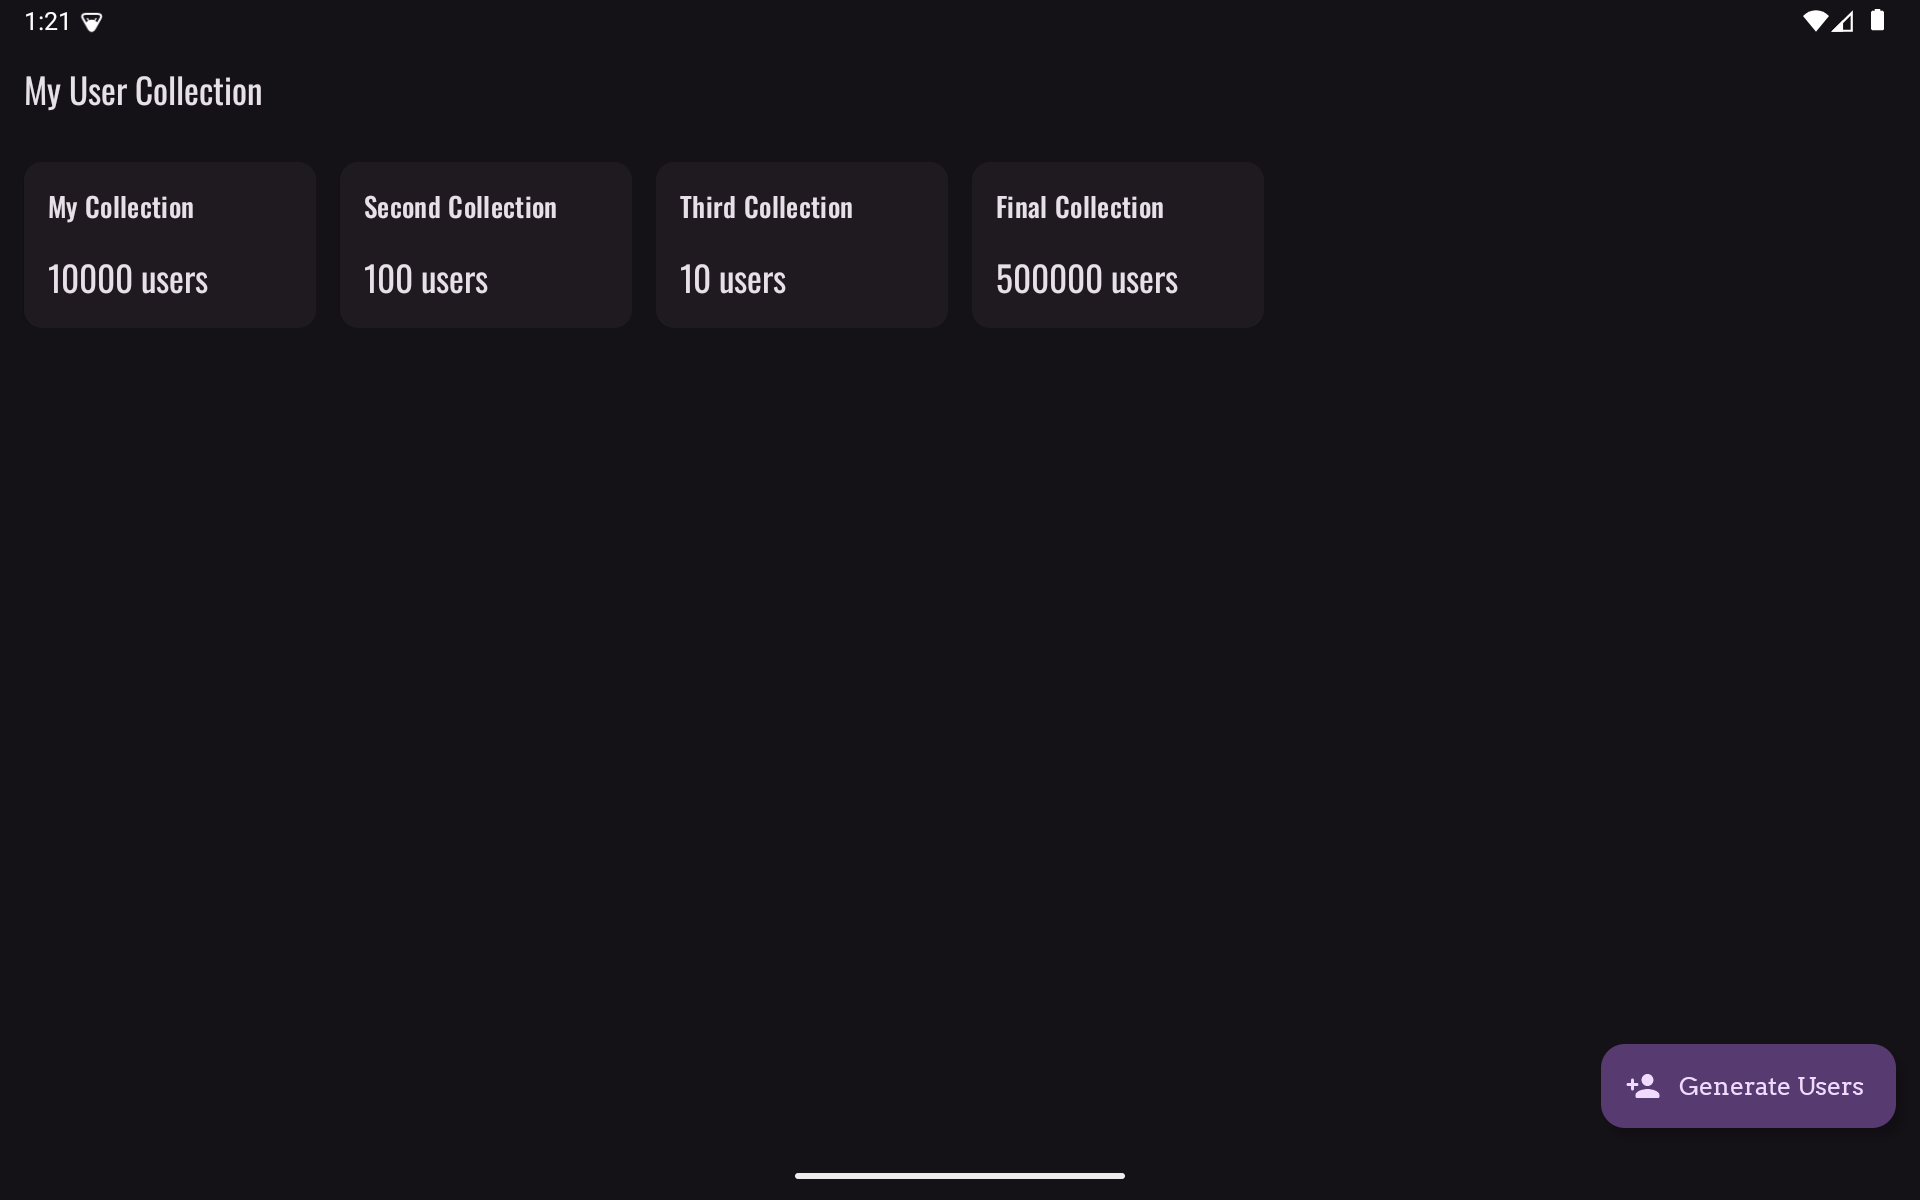 1:21
My User Collection
My Collection
10000 users
Second Collection
100 users
Third Collection
10 users
Final Collection
500000 users
Generate Users